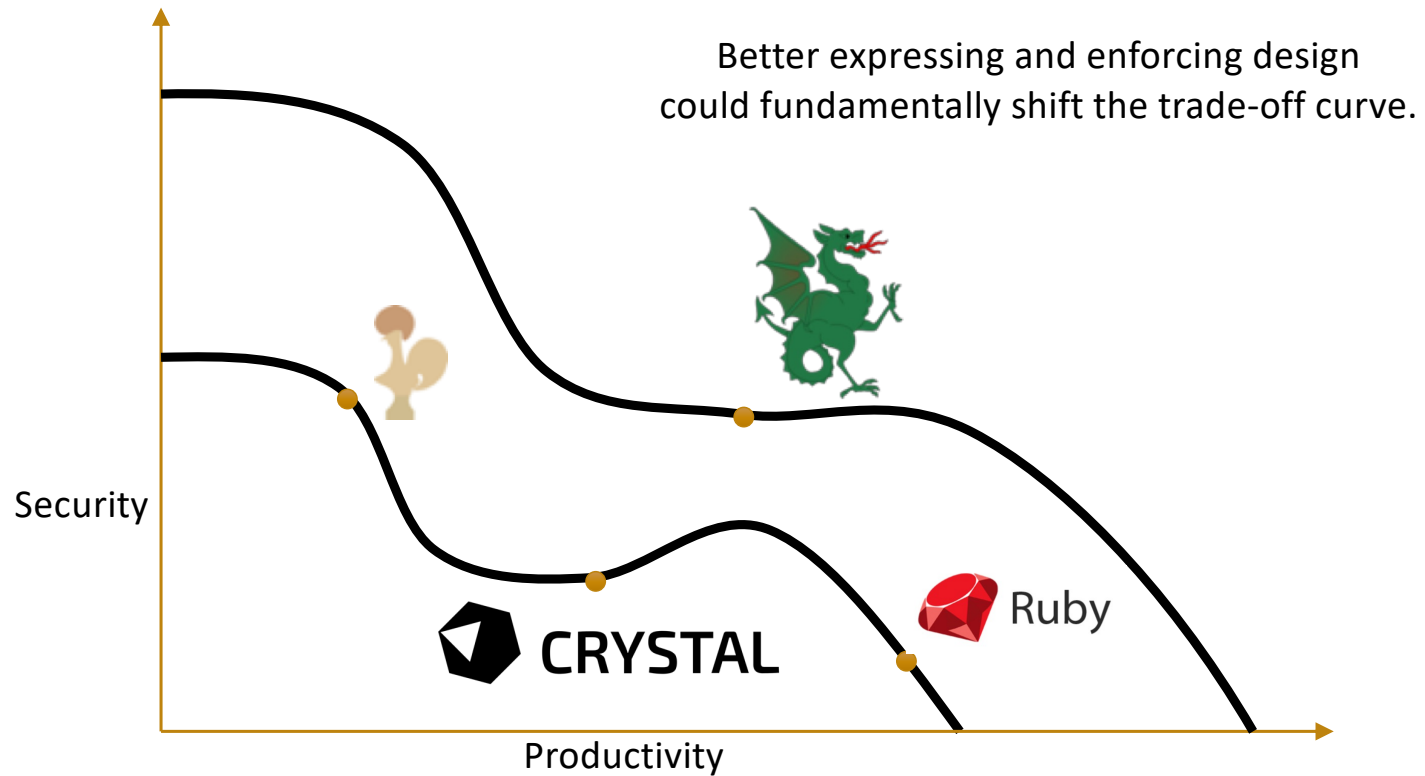 Better expressing and enforcing design
could fundamentally shift the trade-off curve.
Security
CRYSTAL
Ruby
Productivity